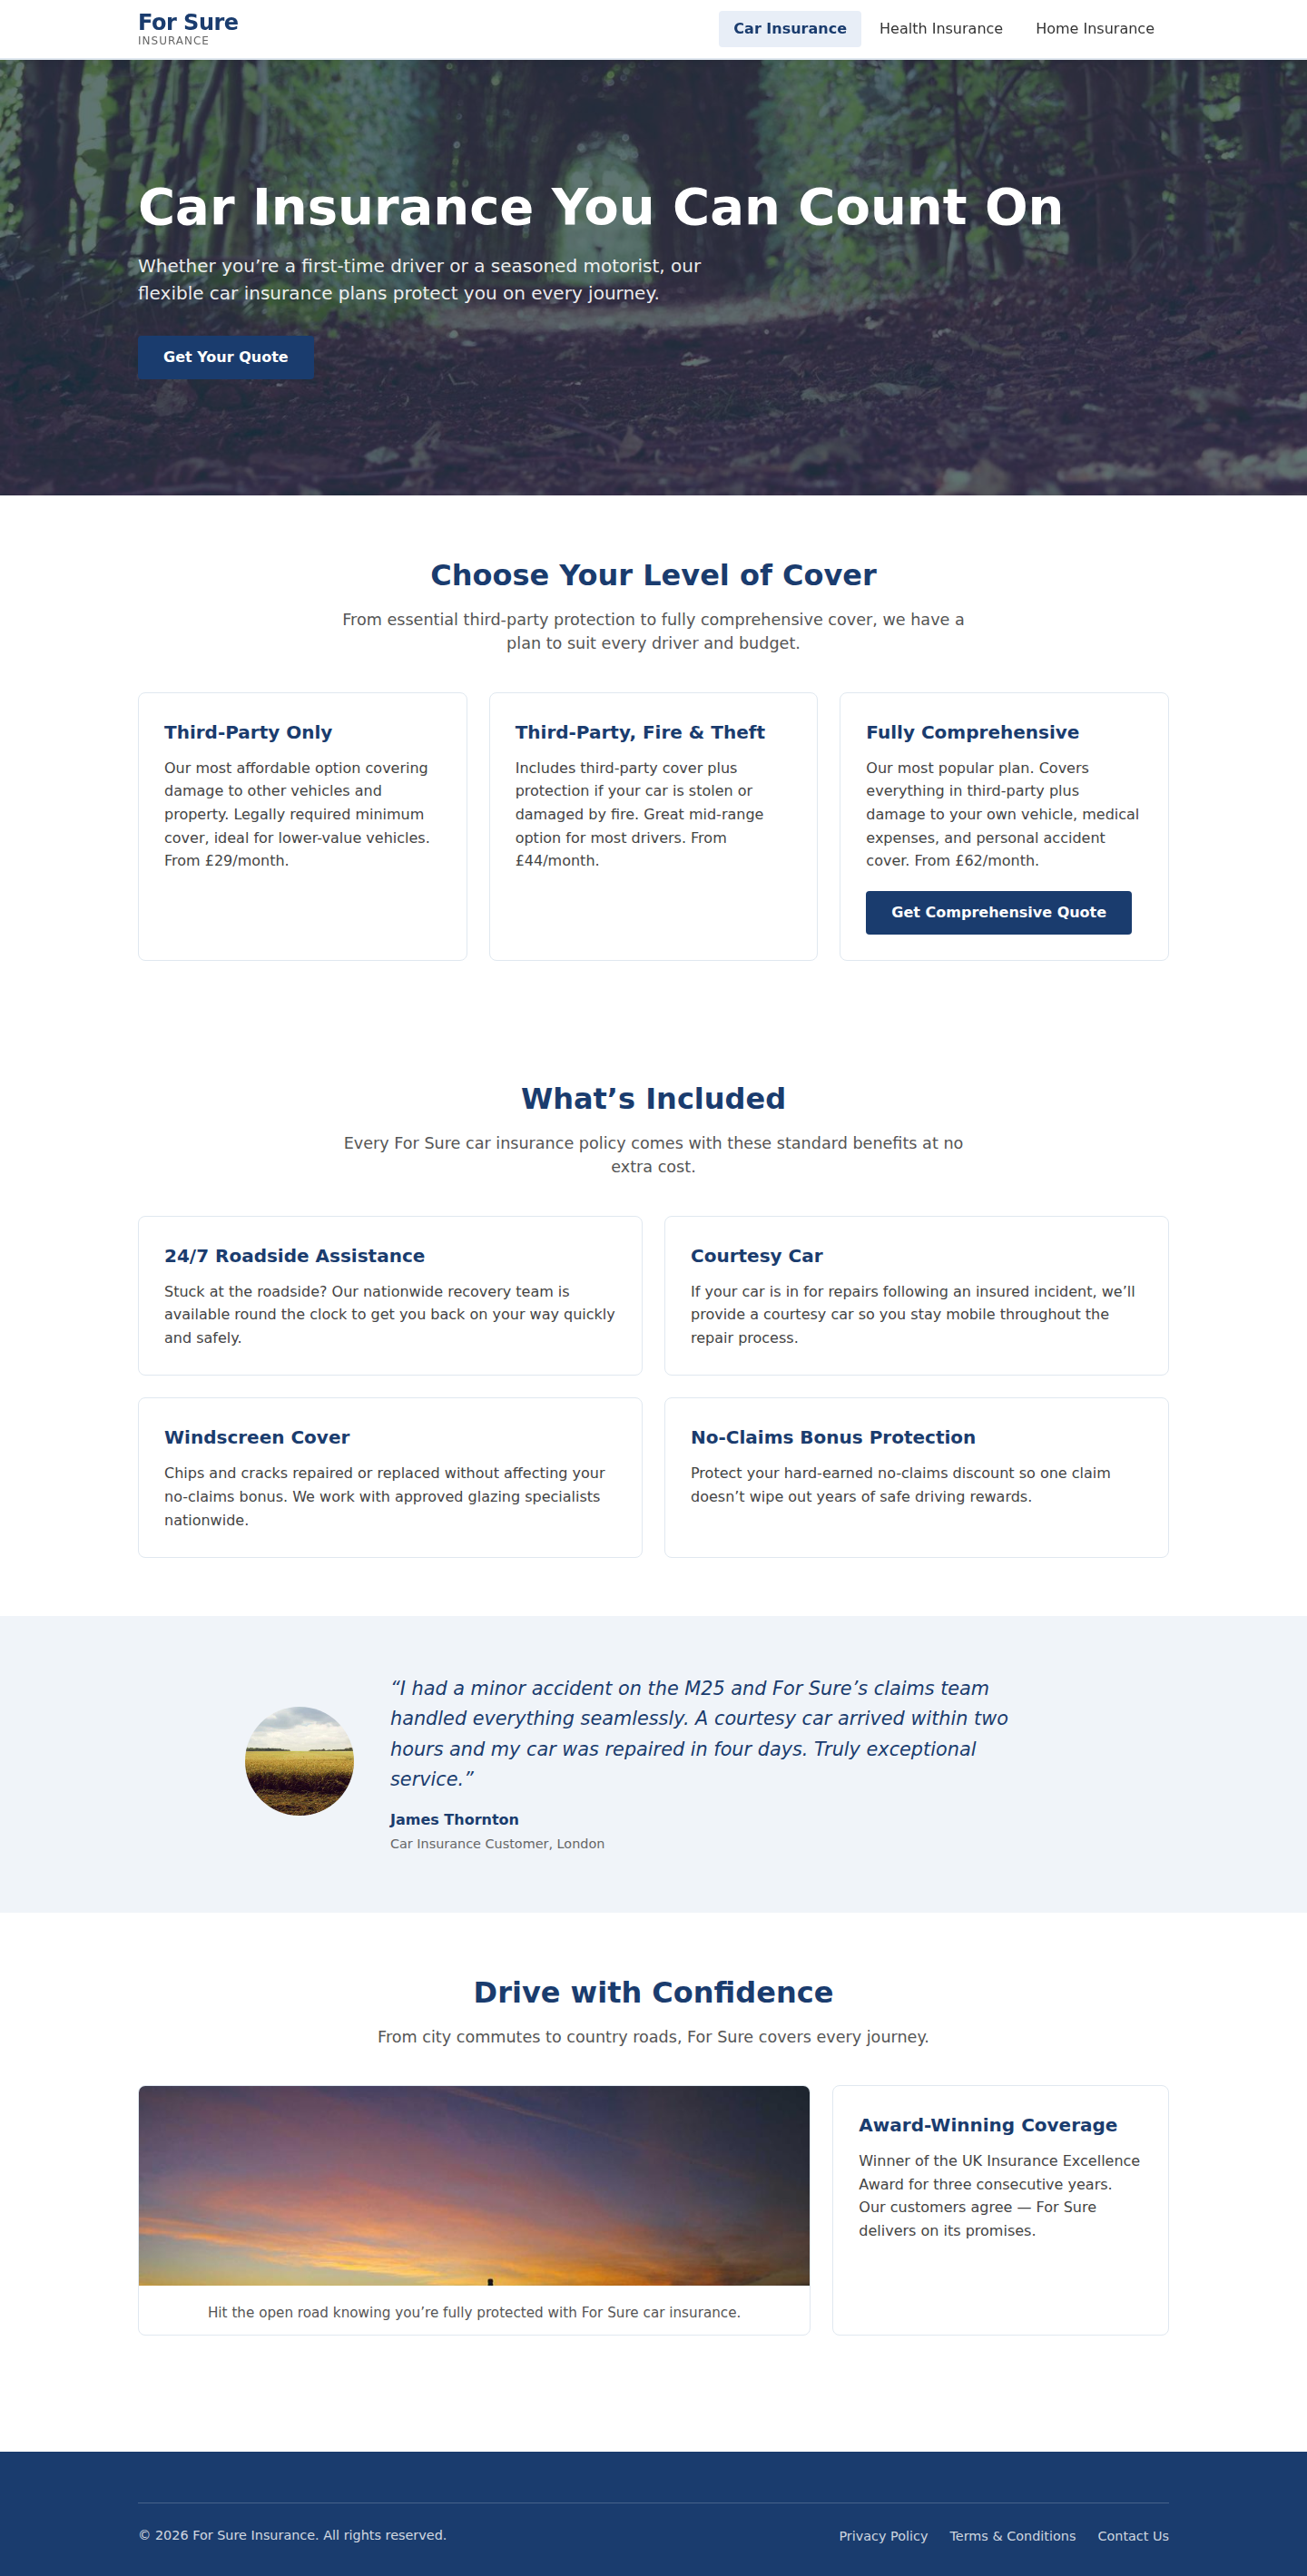 For Sure
INSURANCE
Car Insurance
Health Insurance
Home Insurance
Car Insurance You Can Count On
Whether you’re a first-time driver or a seasoned motorist, our
flexible car insurance plans protect you on every journey.
Get Your Quote
Choose Your Level of Cover
From essential third-party protection to fully comprehensive cover, we have a
plan to suit every driver and budget.
Third-Party Only
Our most affordable option covering
damage to other vehicles and
property. Legally required minimum
cover, ideal for lower-value vehicles.
From £29/month.
Third-Party, Fire & Theft
Includes third-party cover plus
protection if your car is stolen or
damaged by fire. Great mid-range
option for most drivers. From
£44/month.
Fully Comprehensive
Our most popular plan. Covers
everything in third-party plus
damage to your own vehicle, medical
expenses, and personal accident
cover. From £62/month.
Get Comprehensive Quote
What’s Included
Every For Sure car insurance policy comes with these standard benefits at no
extra cost.
24/7 Roadside Assistance
Stuck at the roadside? Our nationwide recovery team is
available round the clock to get you back on your way quickly
and safely.
Courtesy Car
If your car is in for repairs following an insured incident, we’ll
provide a courtesy car so you stay mobile throughout the
repair process.
Windscreen Cover
Chips and cracks repaired or replaced without affecting your
no-claims bonus. We work with approved glazing specialists
nationwide.
No-Claims Bonus Protection
Protect your hard-earned no-claims discount so one claim
doesn’t wipe out years of safe driving rewards.
“I had a minor accident on the M25 and For Sure’s claims team
handled everything seamlessly. A courtesy car arrived within two
hours and my car was repaired in four days. Truly exceptional
service.”
James Thornton
Car Insurance Customer, London
Drive with Confidence
From city commutes to country roads, For Sure covers every journey.
Hit the open road knowing you’re fully protected with For Sure car insurance.
Award-Winning Coverage
Winner of the UK Insurance Excellence
Award for three consecutive years.
Our customers agree — For Sure
delivers on its promises.
© 2026 For Sure Insurance. All rights reserved.
Privacy Policy
Terms & Conditions
Contact Us